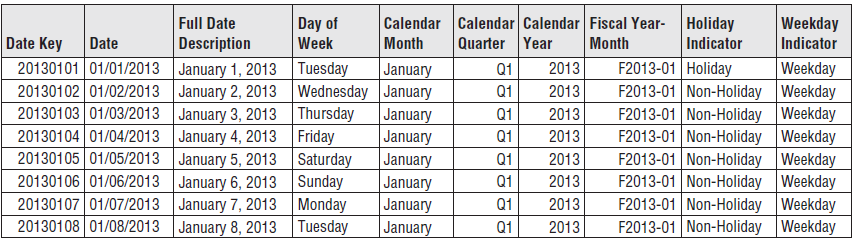 Date Key | Date | Full Date Description | Day of Week | Calendar Month | Calendar Quarter | Calendar Year | Fiscal Year-Month | Holiday Indicator | Weekday Indicator
20130101 | 01/01/2013 | January 1, 2013 | Tuesday | January | Q1 | 2013 | F2013-01 | Holiday | Weekday
20130102 | 01/02/2013 | January 2, 2013 | Wednesday | January | Q1 | 2013 | F2013-01 | Non-Holiday | Weekday
20130103 | 01/03/2013 | January 3, 2013 | Thursday | January | Q1 | 2013 | F2013-01 | Non-Holiday | Weekday
20130104 | 01/04/2013 | January 4, 2013 | Friday | January | Q1 | 2013 | F2013-01 | Non-Holiday | Weekday
20130105 | 01/05/2013 | January 5, 2013 | Saturday | January | Q1 | 2013 | F2013-01 | Non-Holiday | Weekday
20130106 | 01/06/2013 | January 6, 2013 | Sunday | January | Q1 | 2013 | F2013-01 | Non-Holiday | Weekday
20130107 | 01/07/2013 | January 7, 2013 | Monday | January | Q1 | 2013 | F2013-01 | Non-Holiday | Weekday
20130108 | 01/08/2013 | January 8, 2013 | Tuesday | January | Q1 | 2013 | F2013-01 | Non-Holiday | Weekday